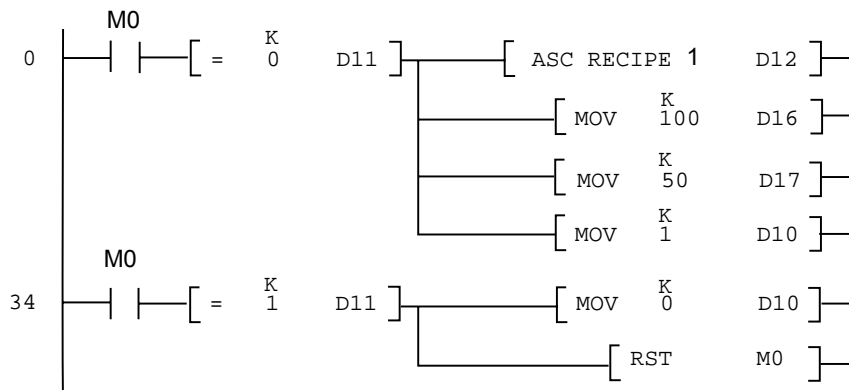 M0
K
0 = 0 D11 ASC RECIPE 1 D12
K
MOV 100 D16
K
MOV 50 D17
K
MOV 1 D10
M0
K K
34 = 1 D11 MOV 0 D10
RST M0